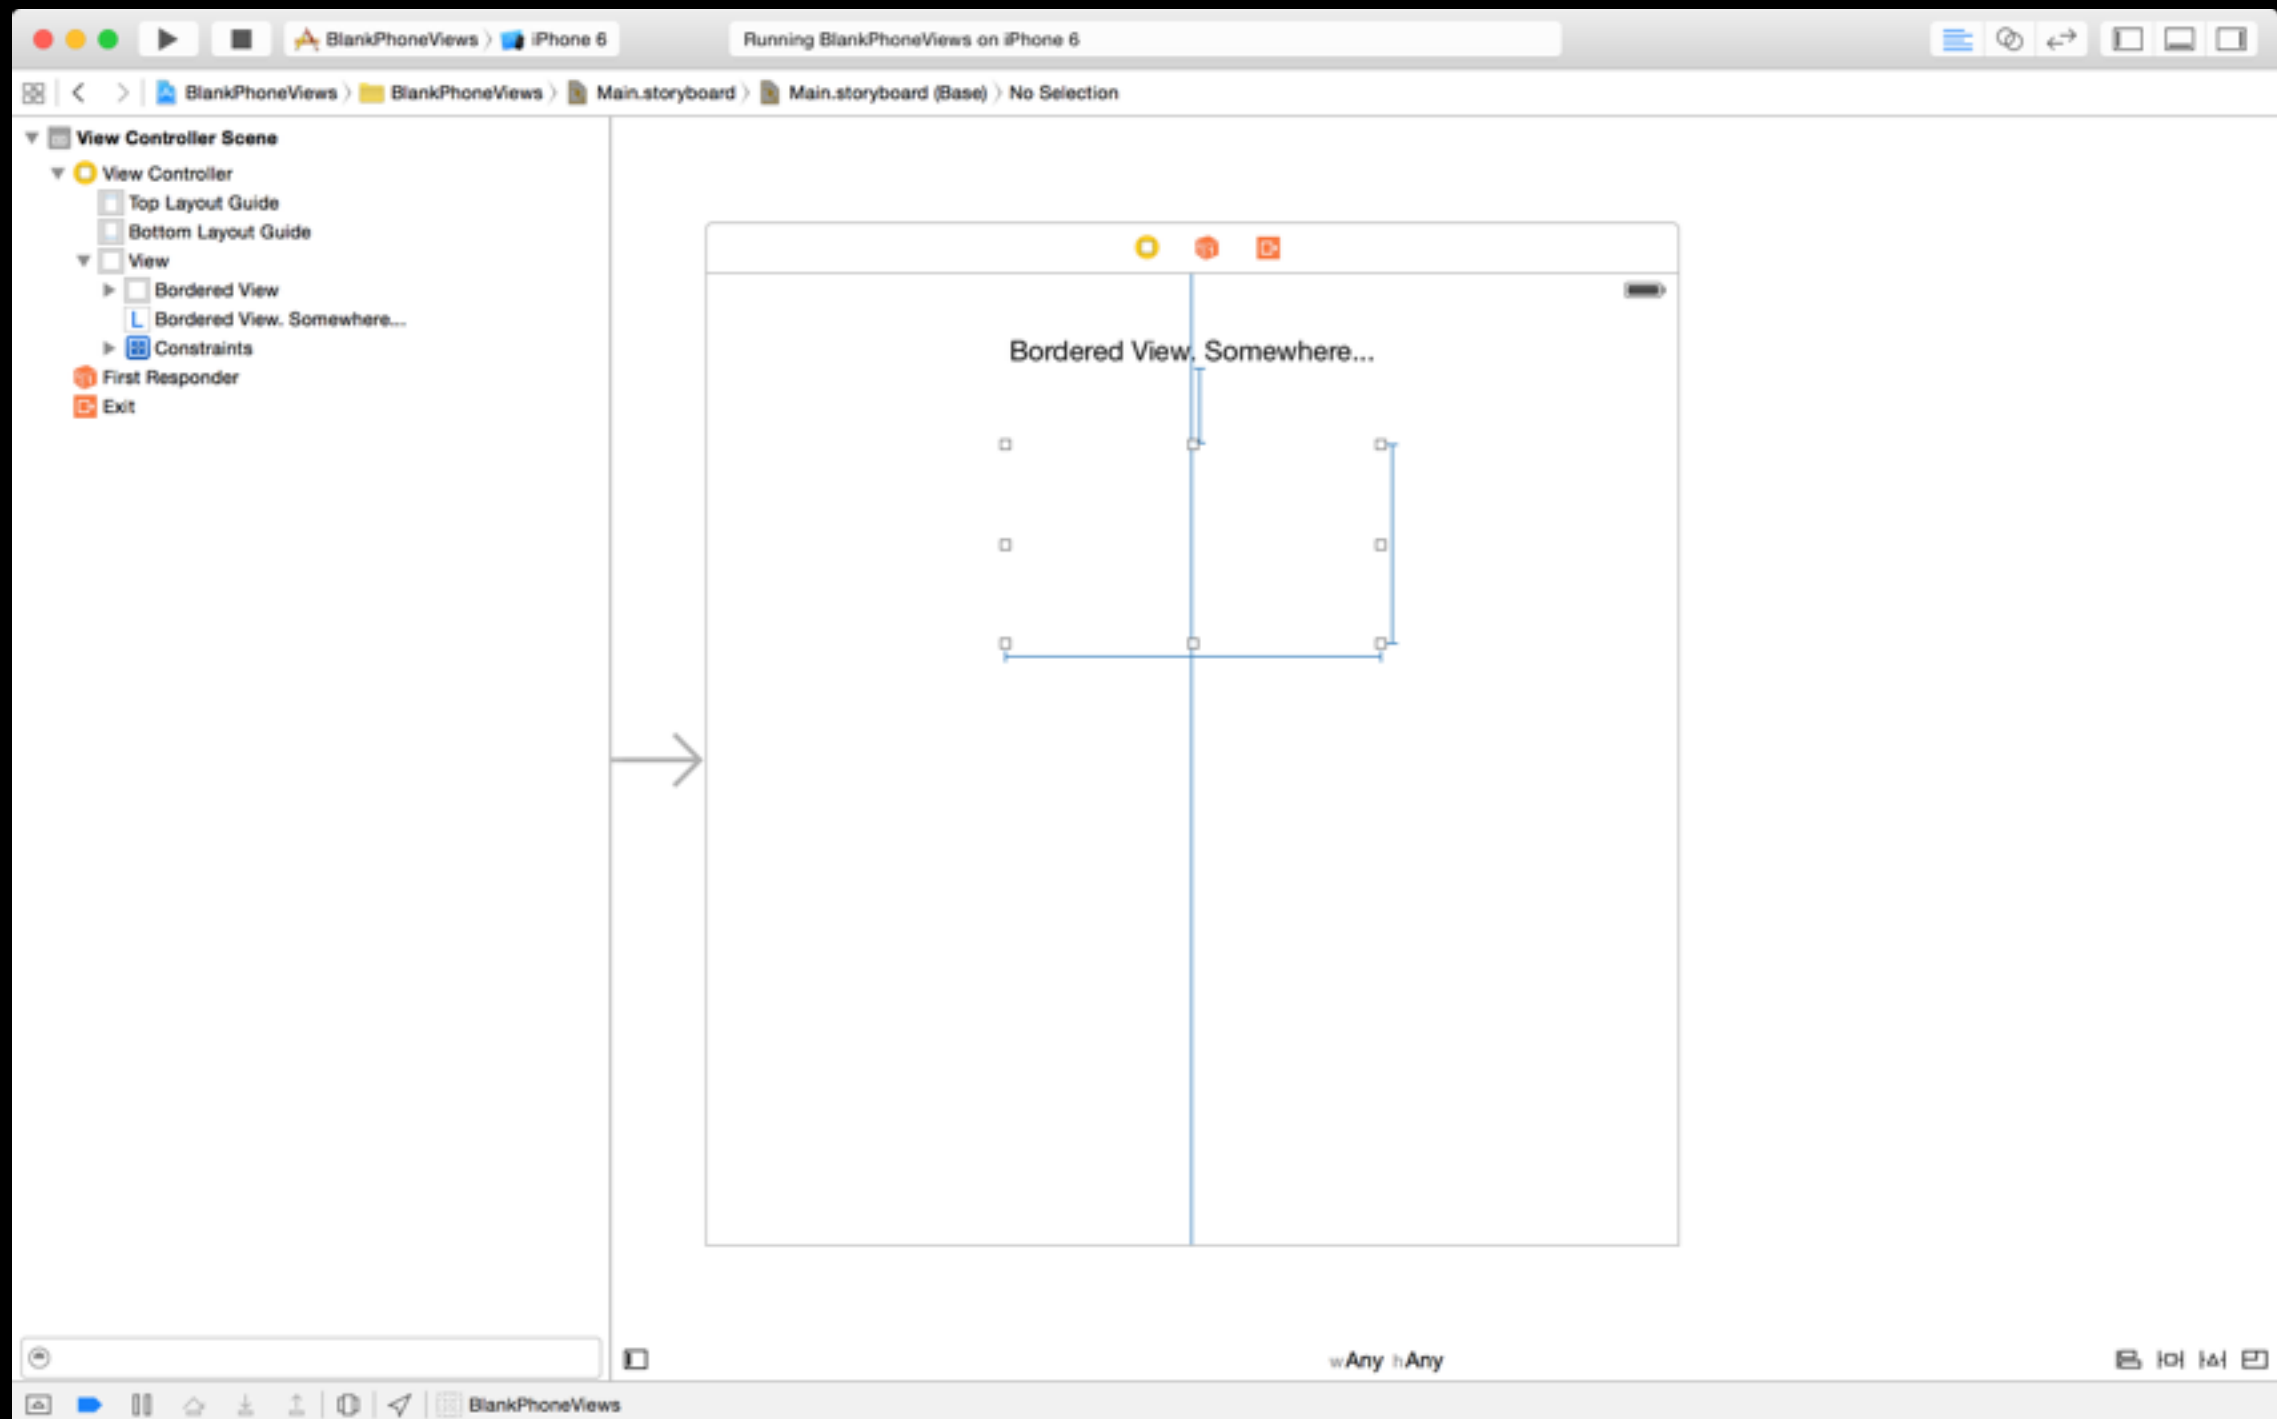 BlankPhoneViews iPhone 6 Running BlankPhoneViews on iPhone 6
BlankPhoneViews BlankPhoneViews Main.storyboard Main.storyboard (Base) No Selection
View Controller Scene
View Controller
Top Layout Guide
Bottom Layout Guide
View
Bordered View
L Bordered View. Somewhere...
Constraints
First Responder
Exit
Bordered View. Somewhere...
wAny hAny
BlankPhoneViews